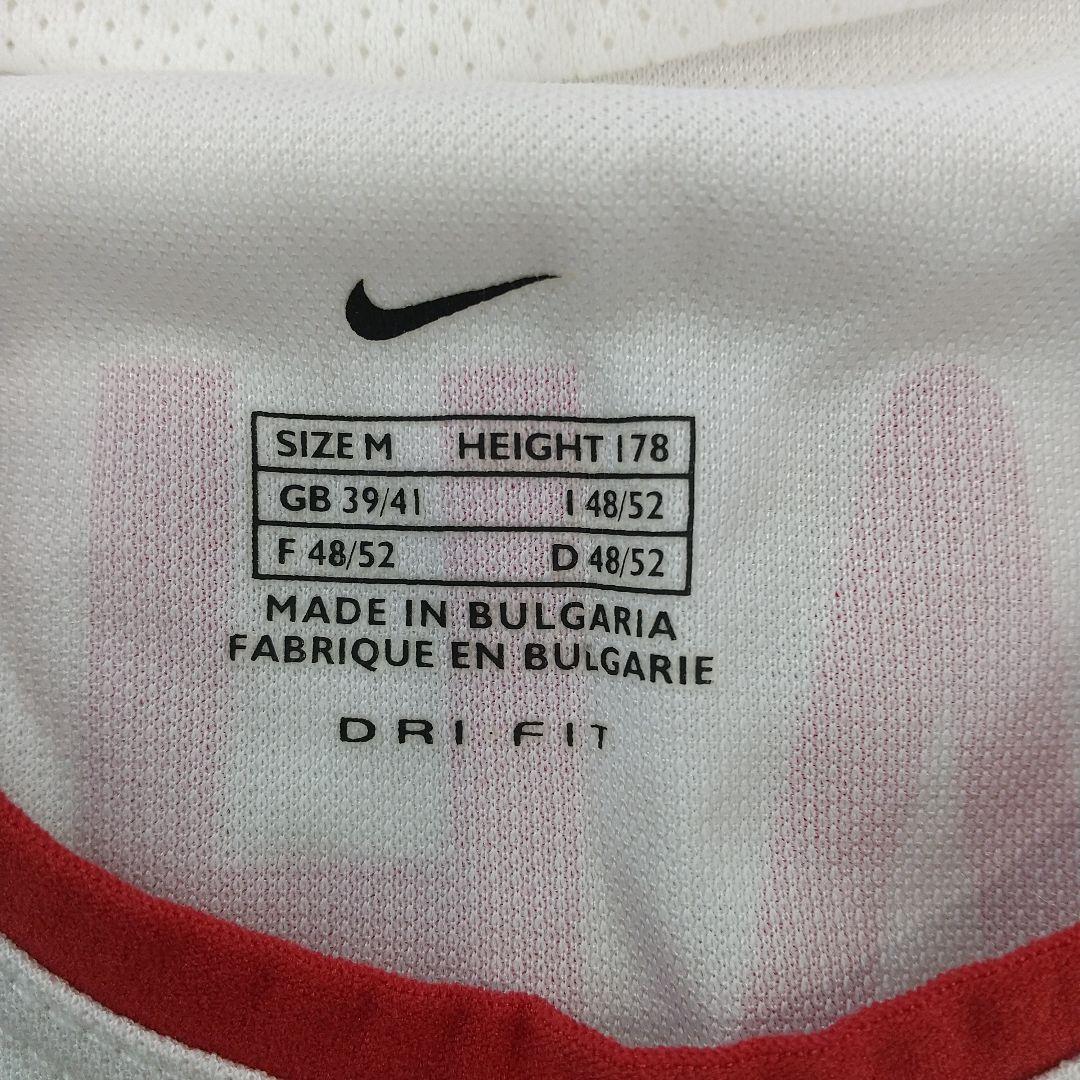 SIZE M HEIGHT 178
GB 39/41 I 48/52
F 48/52 D 48/52
MADE IN BULGARIA
FABRIQUE EN BULGARIE
DRI·FIT